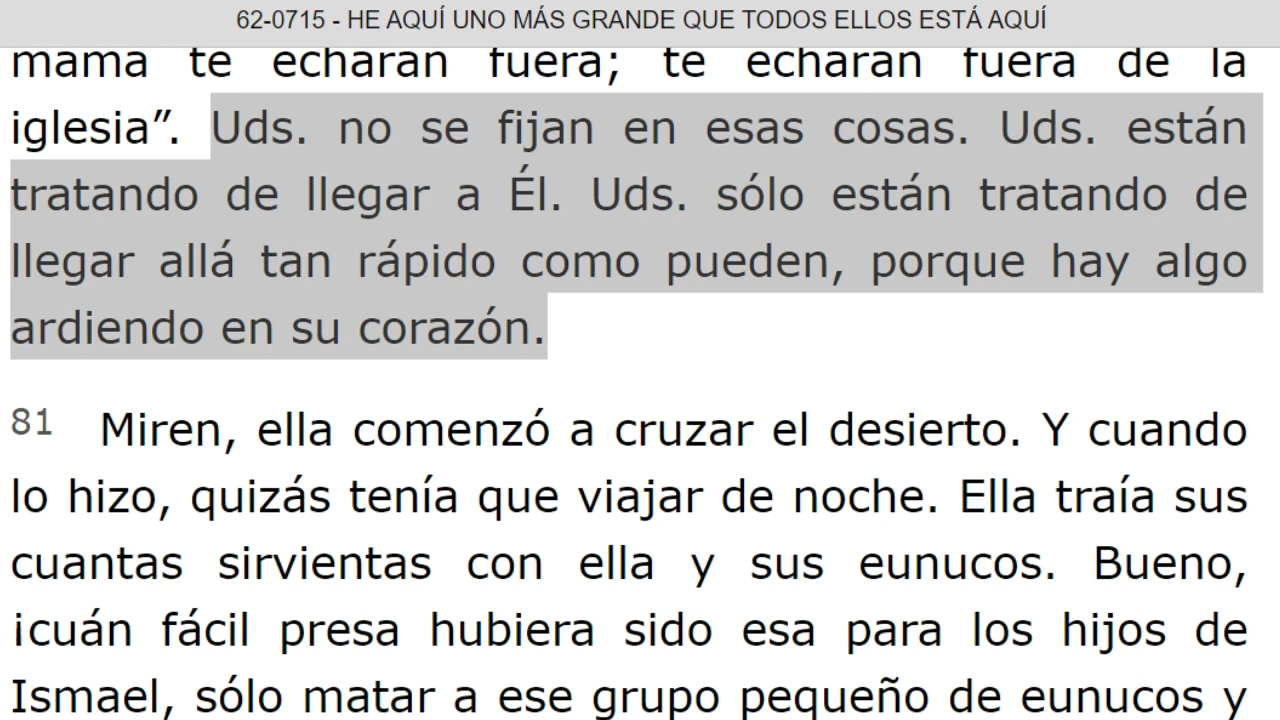 62-0715 - HE AQUÍ UNO MÁS GRANDE QUE TODOS ELLOS ESTÁ AQUÍ
mamá te echarán fuera; te echarán fuera de la
iglesia”. Uds. no se fijan en esas cosas. Uds. están
tratando de llegar a Él. Uds. sólo están tratando de
llegar allá tan rápido como pueden, porque hay algo
ardiendo en su corazón.
81 Miren, ella comenzó a cruzar el desierto. Y cuando
lo hizo, quizás tenía que viajar de noche. Ella traía sus
cuantas sirvientas con ella y sus eunucos. Bueno,
¡cuán fácil presa hubiera sido esa para los hijos de
Ismael, sólo matar a ese grupo pequeño de eunucos y